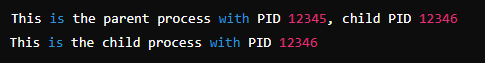 This is the parent process with PID 12345, child PID 12346
This is the child process with PID 12346